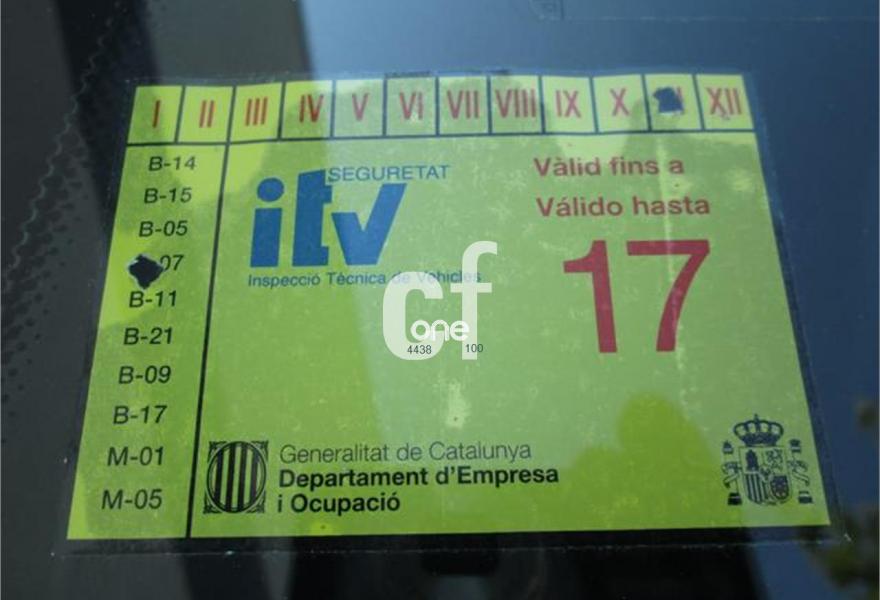 I II III IV V VI VII VIII IX X XII
B-14
B-15
B-05
07
B-11
B-21
B-09
B-17
M-01
M-05
SEGURETAT
itv
Inspecció Tècnica de Vehicles
Vàlid fins a
Válido hasta
17
cf
one
4438 100
Generalitat de Catalunya
Departament d'Empresa
i Ocupació